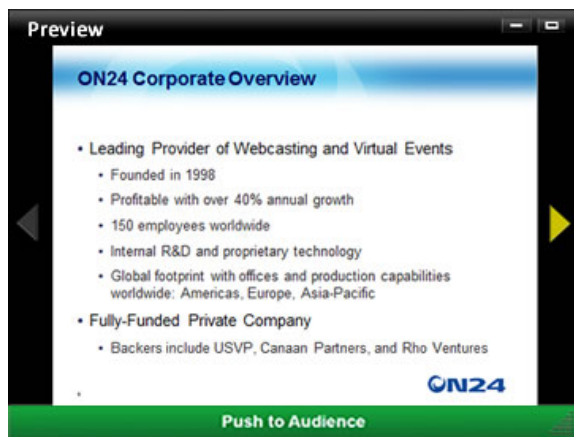 Preview
ON24 Corporate Overview
• Leading Provider of Webcasting and Virtual Events
• Founded in 1998
• Profitable with over 40% annual growth
• 150 employees worldwide
• Internal R&D and proprietary technology
• Global footprint with offices and production capabilities
worldwide: Americas, Europe, Asia-Pacific
• Fully-Funded Private Company
• Backers include USVP, Canaan Partners, and Rho Ventures
ON24
Push to Audience